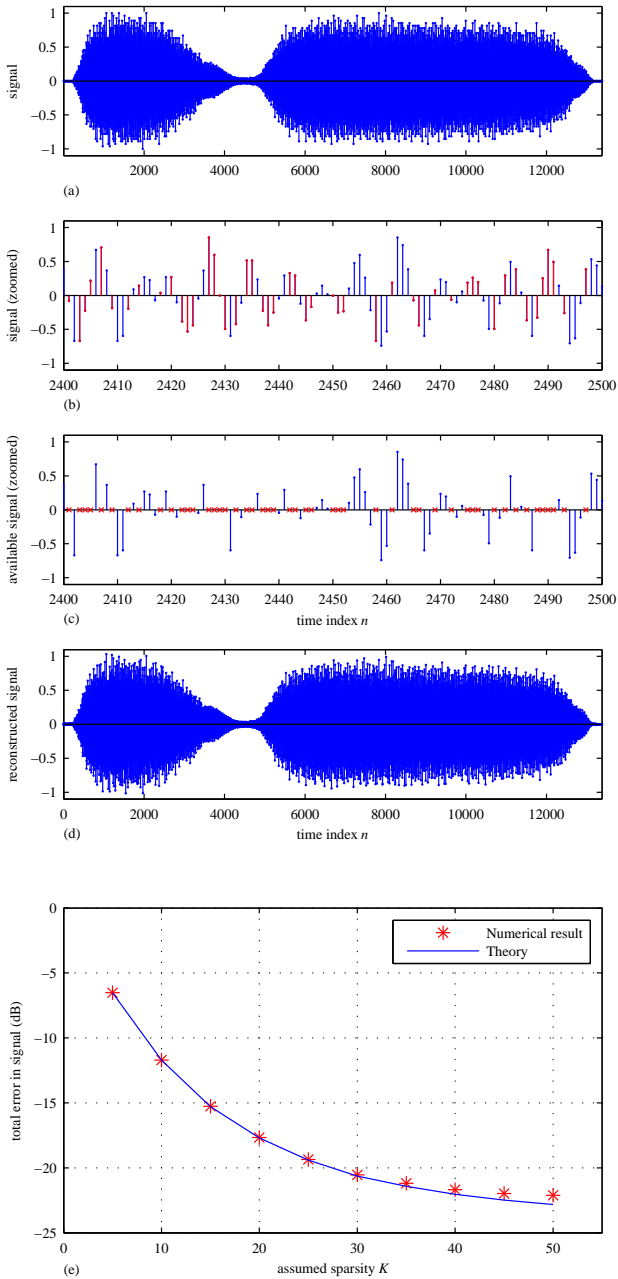 1
0.5
0
−0.5
−1
signal
2000 4000 6000 8000 10000 12000
(a)
1
0.5
0
−0.5
−1
signal (zoomed)
2400 2410 2420 2430 2440 2450 2460 2470 2480 2490 2500
(b)
1
0.5
0
−0.5
−1
available signal (zoomed)
2400 2410 2420 2430 2440 2450 2460 2470 2480 2490 2500
(c) time index n
1
0.5
0
−0.5
−1
reconstructed signal
0 2000 4000 6000 8000 10000 12000
(d) time index n
0
−5
−10
−15
−20
−25
total error in signal (dB)
Numerical result
Theory
0 10 20 30 40 50
(e) assumed sparsity K